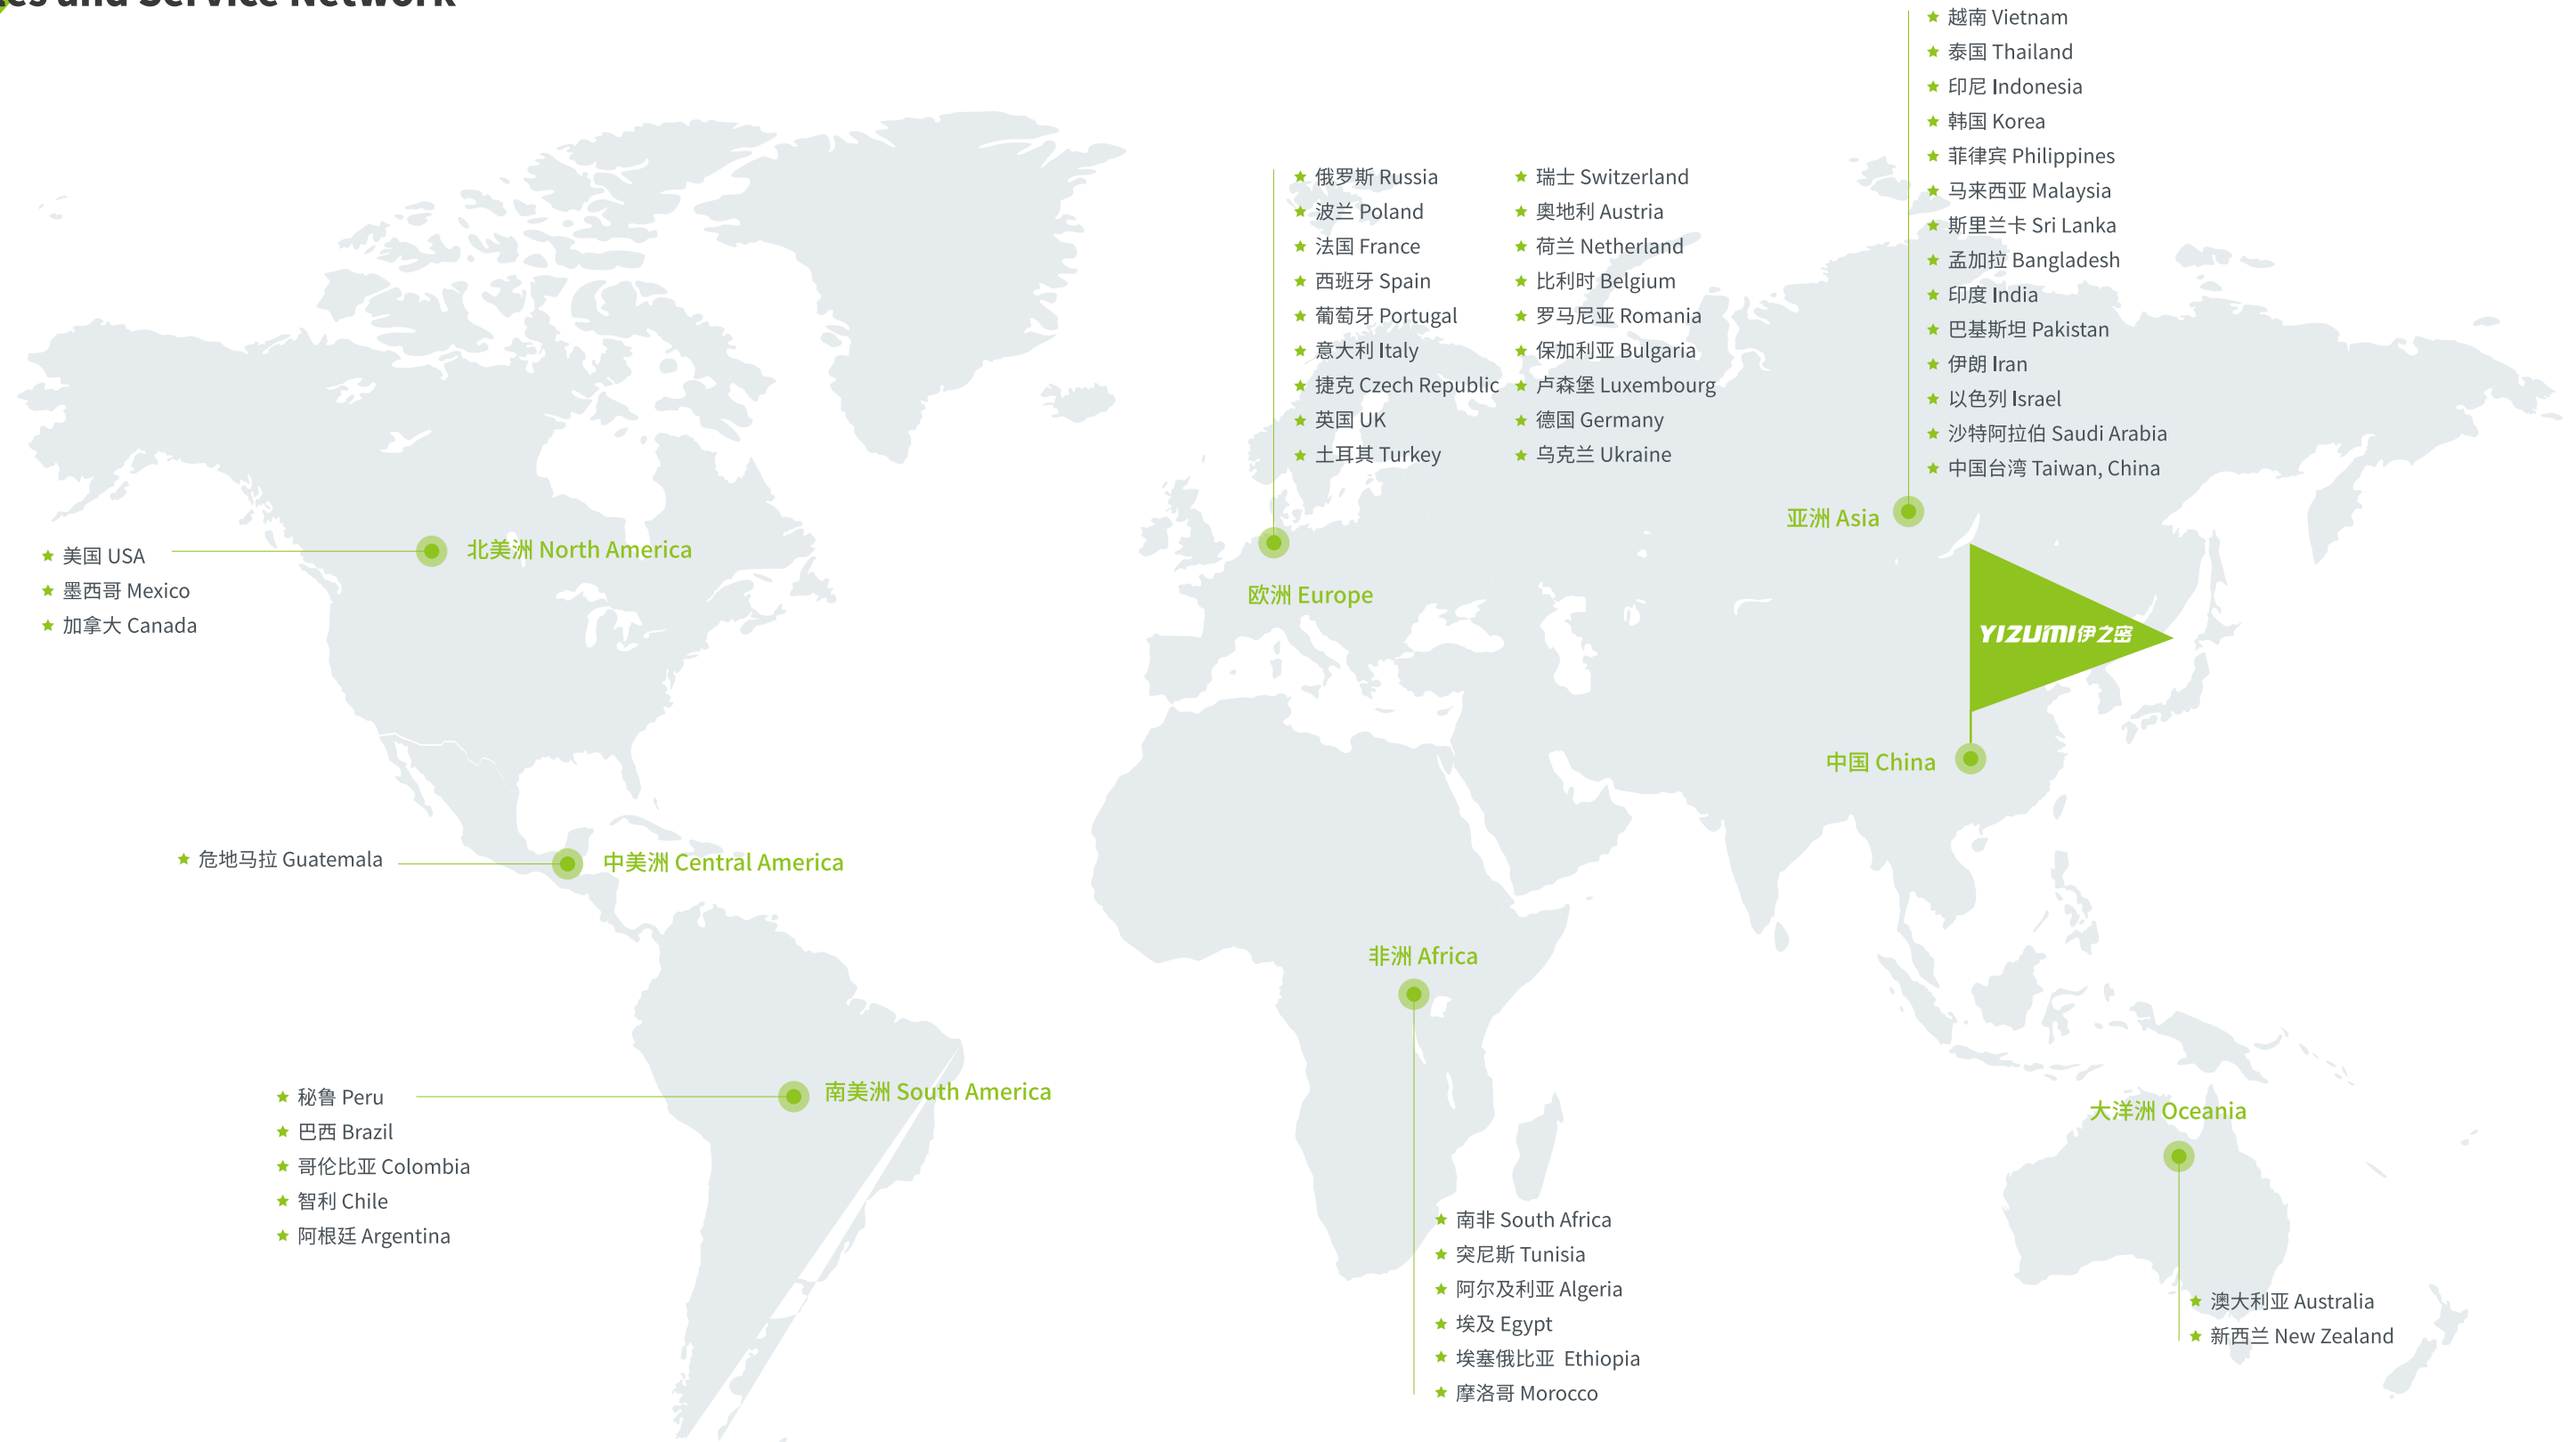 es and Service Network
越南 Vietnam
泰国 Thailand
印尼 Indonesia
韩国 Korea
菲律宾 Philippines
马来西亚 Malaysia
斯里兰卡 Sri Lanka
孟加拉 Bangladesh
印度 India
巴基斯坦 Pakistan
伊朗 Iran
以色列 Israel
沙特阿拉伯 Saudi Arabia
中国台湾 Taiwan, China
亚洲 Asia
俄罗斯 Russia
波兰 Poland
法国 France
西班牙 Spain
葡萄牙 Portugal
意大利 Italy
捷克 Czech Republic
英国 UK
土耳其 Turkey
瑞士 Switzerland
奥地利 Austria
荷兰 Netherland
比利时 Belgium
罗马尼亚 Romania
保加利亚 Bulgaria
卢森堡 Luxembourg
德国 Germany
乌克兰 Ukraine
欧洲 Europe
美国 USA
墨西哥 Mexico
加拿大 Canada
北美洲 North America
YIZUMI伊之密
中国 China
危地马拉 Guatemala
中美洲 Central America
非洲 Africa
南非 South Africa
突尼斯 Tunisia
阿尔及利亚 Algeria
埃及 Egypt
埃塞俄比亚 Ethiopia
摩洛哥 Morocco
秘鲁 Peru
巴西 Brazil
哥伦比亚 Colombia
智利 Chile
阿根廷 Argentina
南美洲 South America
大洋洲 Oceania
澳大利亚 Australia
新西兰 New Zealand